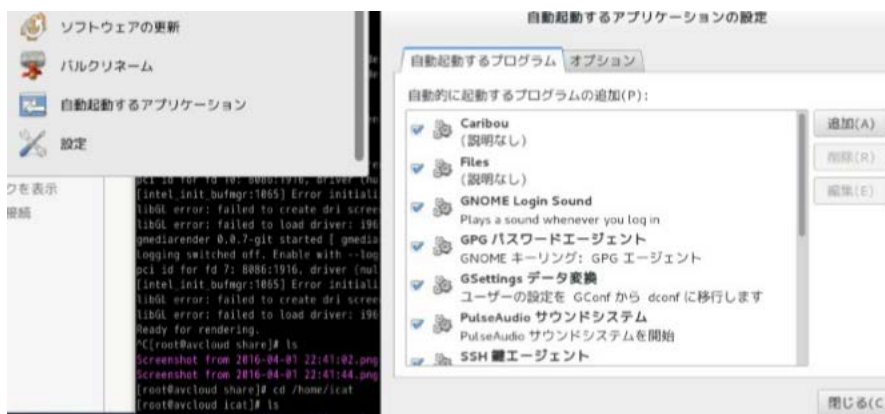 ソフトウェアの更新
バルクリネーム
自動起動するアプリケーション
設定
クを表示
接続
pci id for fd 10: 8086:1916, driver (nu
[intel_init_bufmgr:1065] Error initiali
libGL error: failed to create dri scree
libGL error: failed to load driver: i96
gmediarender 0.0.7-git started [ gmedia
Logging switched off. Enable with --log
pci id for fd 7: 8086:1916, driver (nul
[intel_init_bufmgr:1065] Error initiali
libGL error: failed to create dri scree
libGL error: failed to load driver: i96
Ready for rendering.
^C[root@avcloud share]# ls
Screenshot from 2016-04-01 22:41:02.png
Screenshot from 2016-04-01 22:41:44.png
[root@avcloud share]# cd /home/icat
[root@avcloud icat]# ls
自動起動するアプリケーションの設定
自動起動するプログラム オプション
自動的に起動するプログラムの追加(P):
Caribou
(説明なし)
Files
(説明なし)
GNOME Login Sound
Plays a sound whenever you log in
GPG パスワードエージェント
GNOME キーリング: GPG エージェント
GSettings データ変換
ユーザーの設定を GConf から dconf に移行します
PulseAudio サウンドシステム
PulseAudio サウンドシステムを開始
SSH 鍵エージェント
追加(A)
削除(R)
編集(E)
閉じる(C